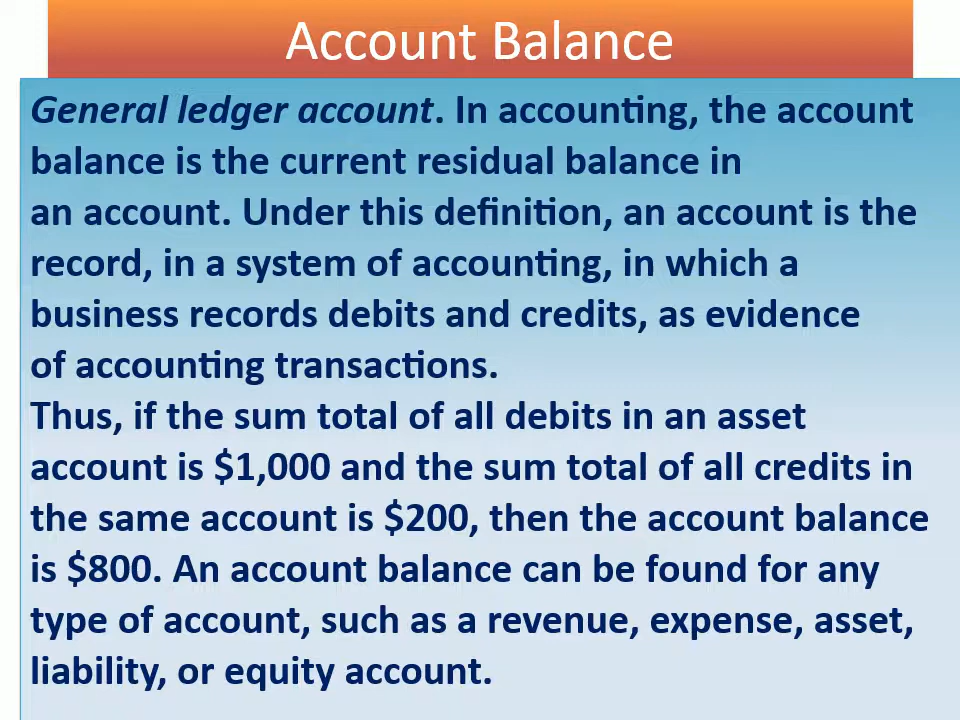 Account Balance
General ledger account. In accounting, the account
balance is the current residual balance in
an account. Under this definition, an account is the
record, in a system of accounting, in which a
business records debits and credits, as evidence
of accounting transactions.
Thus, if the sum total of all debits in an asset
account is $1,000 and the sum total of all credits in
the same account is $200, then the account balance
is $800. An account balance can be found for any
type of account, such as a revenue, expense, asset,
liability, or equity account.